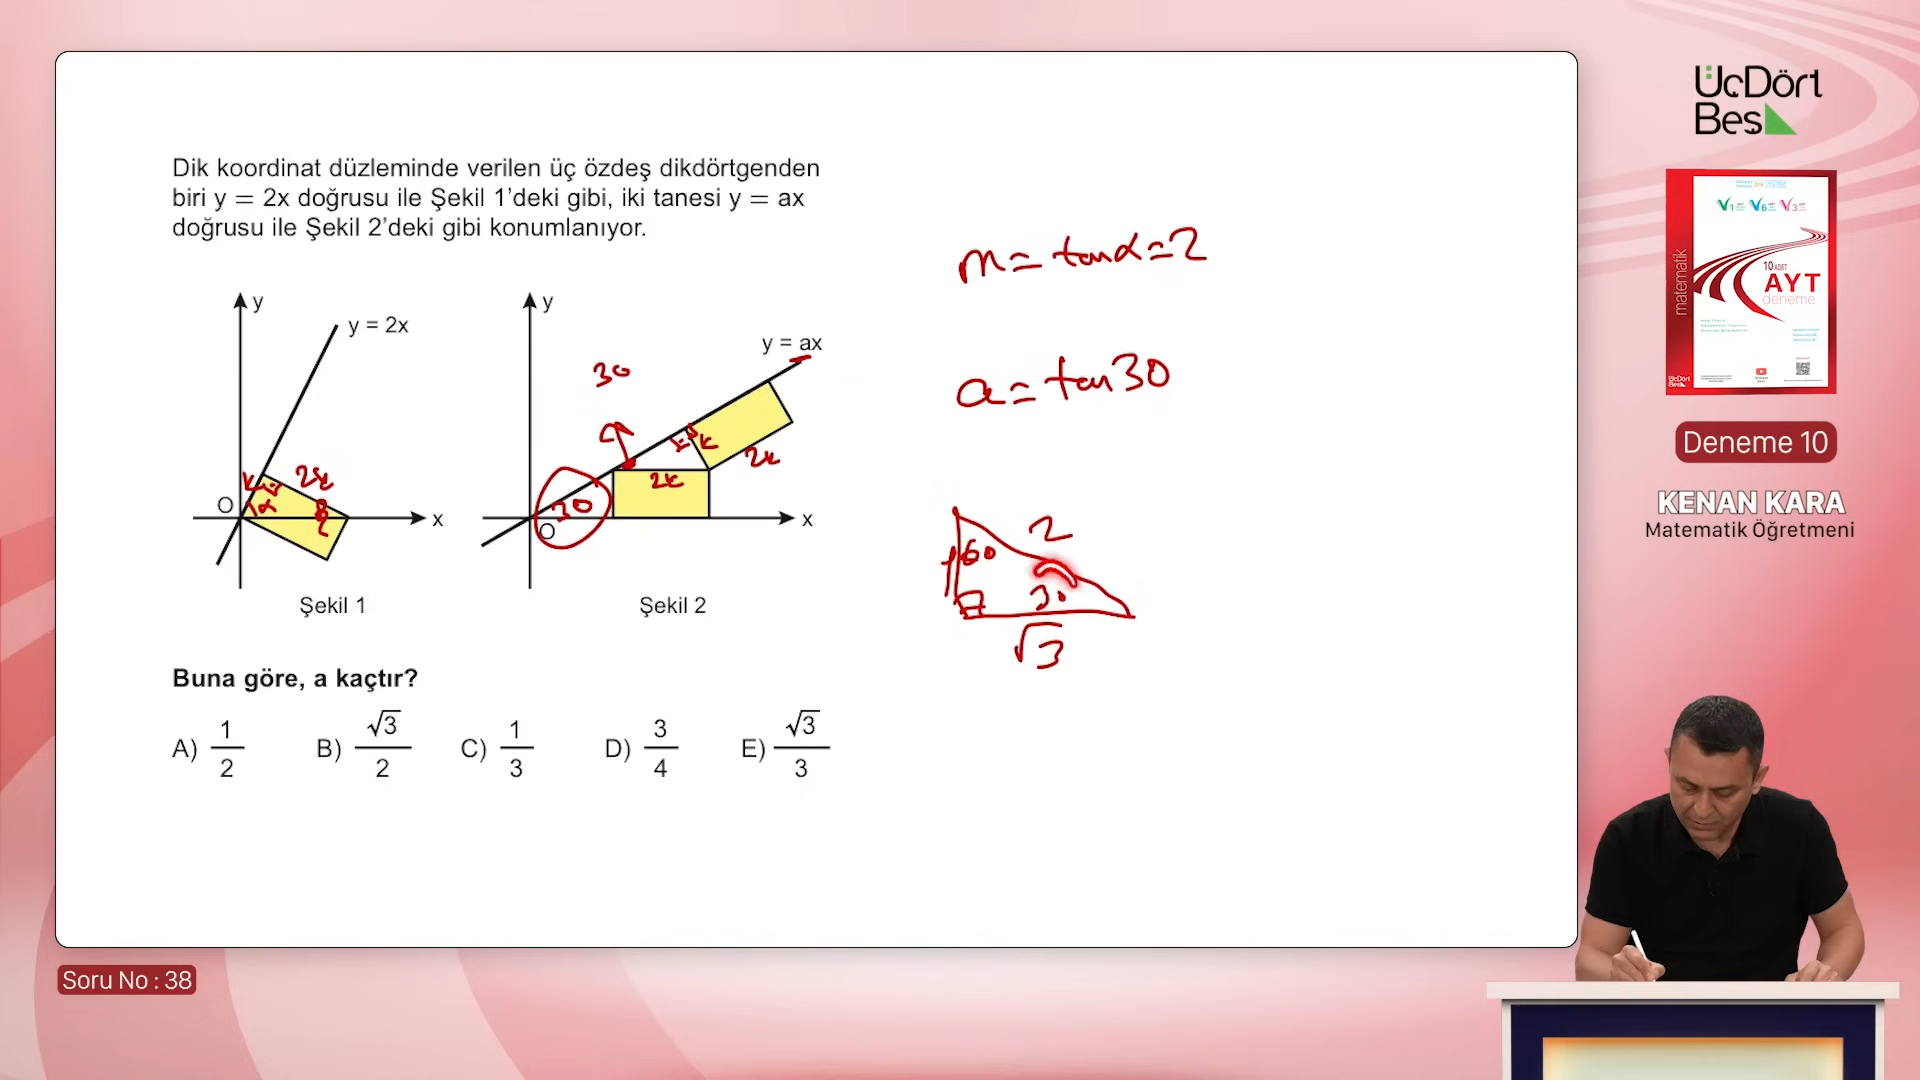 Dik koordinat düzleminde verilen üç özdeş dikdörtgenden
biri y = 2x doğrusu ile Şekil 1’deki gibi, iki tanesi y = ax
doğrusu ile Şekil 2’deki gibi konumlanıyor.
y
y = 2x
k
2k
α
O
x
Şekil 1
y
y = ax
30
k
2k
2k
30
O
x
Şekil 2
Buna göre, a kaçtır?
A) 1/2 B) √3/2 C) 1/3 D) 3/4 E) √3/3
m = tanα = 2
a = tan30
2
1
60
30
√3
Soru No : 38
ÜçDört
Beş
matematik
10 ADET
AYT
deneme
Deneme 10
KENAN KARA
Matematik Öğretmeni